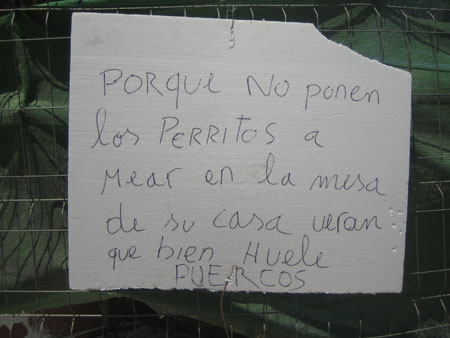 PORQUE NO ponen
los PERRITOS a
Mear en la mesa
de su casa veran
que bien Huele
PUERCOS